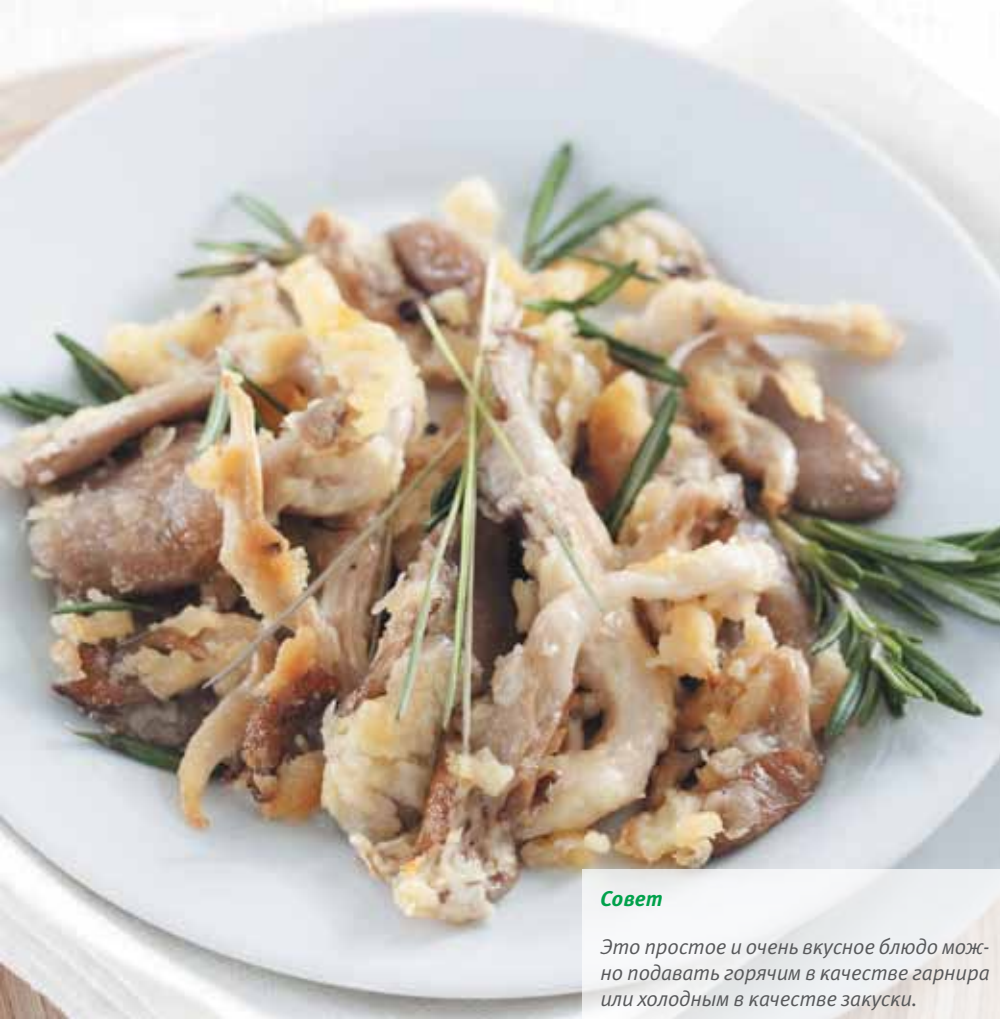 Совет
Это простое и очень вкусное блюдо мож-
но подавать горячим в качестве гарнира
или холодным в качестве закуски.